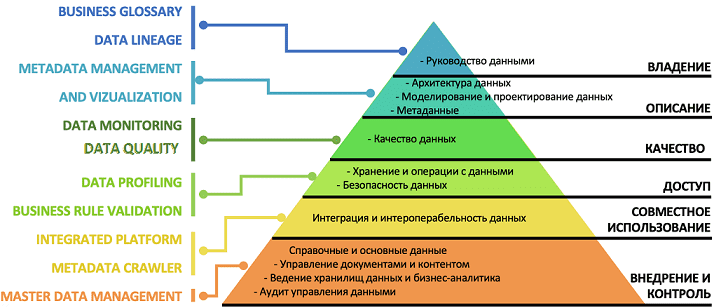 BUSINESS GLOSSARY
DATA LINEAGE
METADATA MANAGEMENT
AND VIZUALIZATION
DATA MONITORING
DATA QUALITY
DATA PROFILING
BUSINESS RULE VALIDATION
INTEGRATED PLATFORM
METADATA CRAWLER
MASTER DATA MANAGEMENT
- Руководство данными
- Архитектура данных
- Моделирование и проектирование данных
- Метаданные
- Качество данных
- Хранение и операции с данными
- Безопасность данных
Интеграция и интероперабельность данных
Справочные и основные данные
- Управление документами и контентом
- Ведение хранилищ данных и бизнес-аналитика
- Аудит управления данными
ВЛАДЕНИЕ
ОПИСАНИЕ
КАЧЕСТВО
ДОСТУП
СОВМЕСТНОЕ
ИСПОЛЬЗОВАНИЕ
ВНЕДРЕНИЕ И
КОНТРОЛЬ